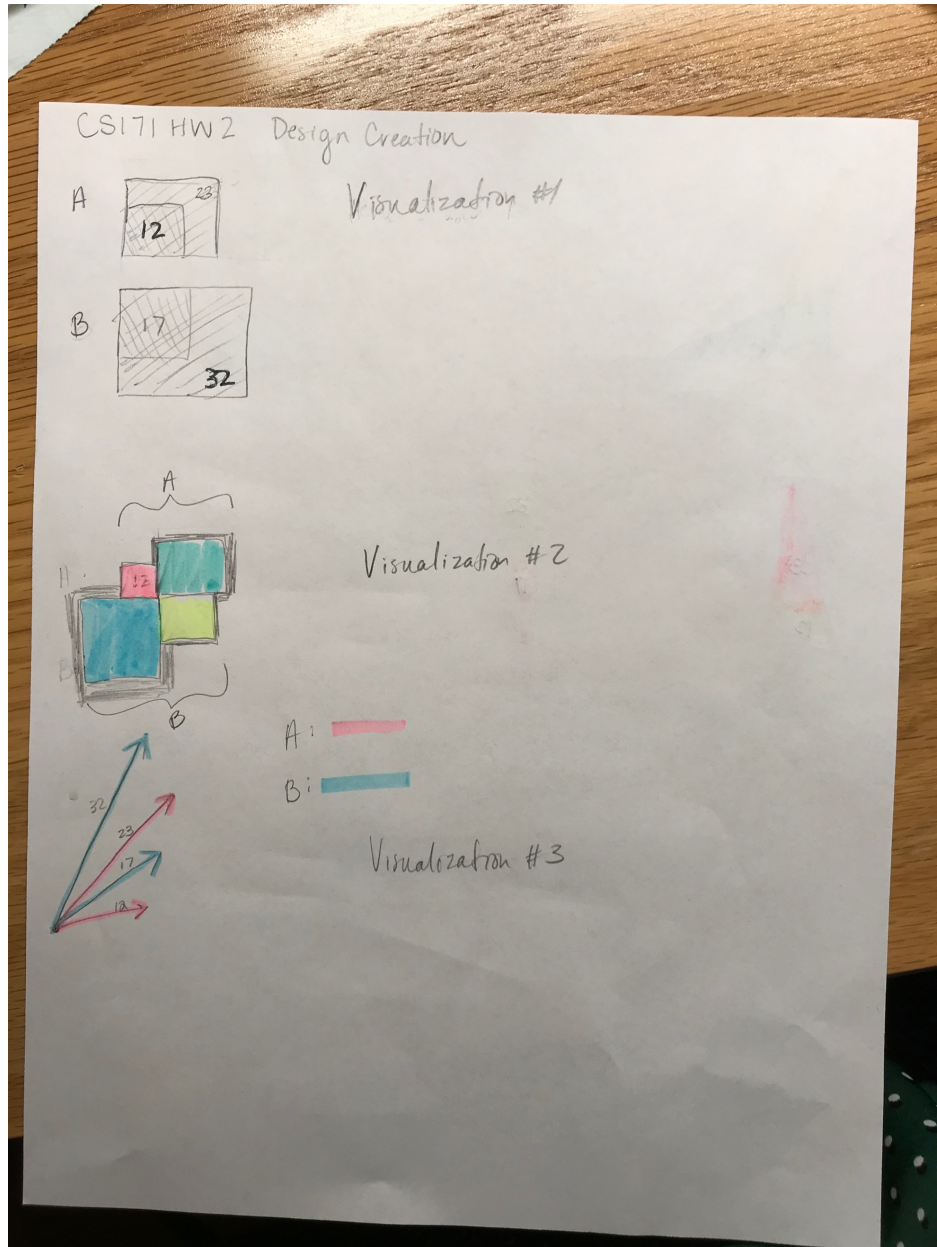 CS171 HW2 Design Creation
A 23 Visualization #1
12
B 17
32
A
Visualization #2
12
B
A:
B:
32
23
17
12
Visualization #3